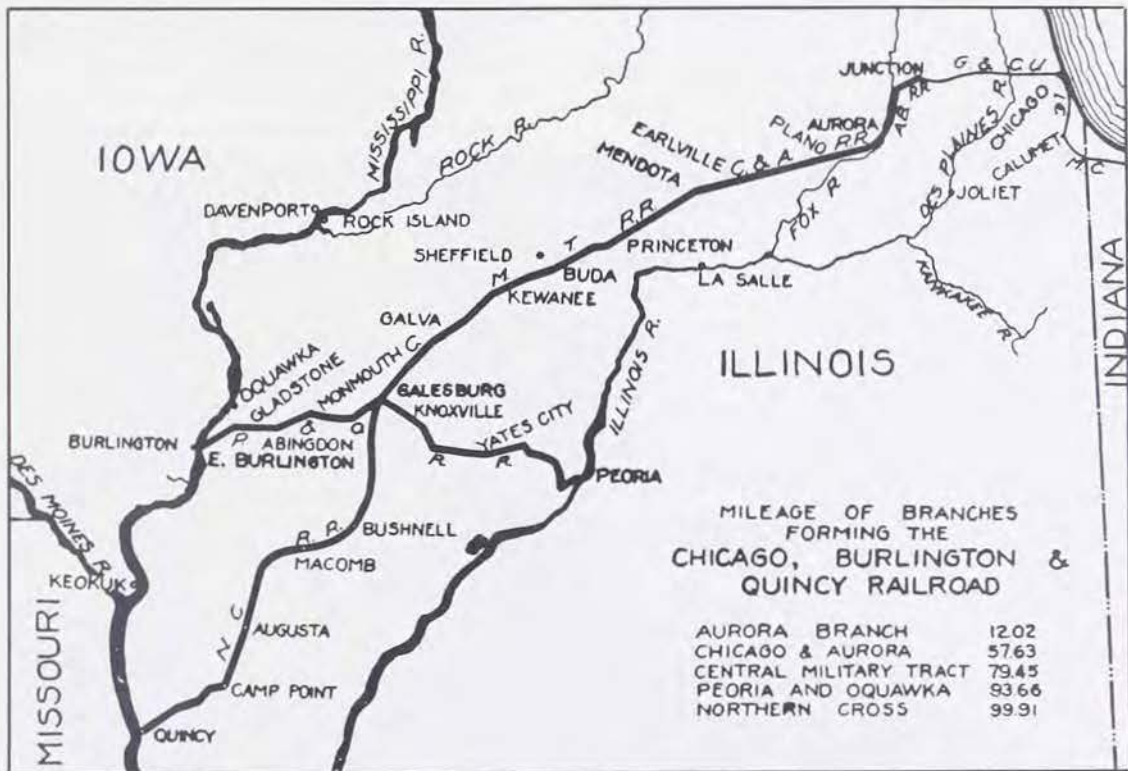 MISSISSIPPI R.
JUNCTION
G & C U
IOWA
ROCK R.
EARLVILLE C. & A.
PLANO R.R.
AURORA
A.B. RR
DES PLAINES R
CHICAGO
31
MENDOTA
CALUMET
M. C
DAVENPORT
ROCK ISLAND
JOLIET
FOX R
R.R
SHEFFIELD
T
PRINCETON
BUDA
LA SALLE
M
KEWANEE
KANKAKEE R
INDIANA
GALVA
ILLINOIS R.
ILLINOIS
OQUAWKA
GLADSTONE
MONMOUTH C.
GALESBURG
KNOXVILLE
BURLINGTON
P. & O
ABINGDON
E. BURLINGTON
R R
YATES CITY
PEORIA
DES MOINES R.
R. R.
BUSHNELL
MACOMB
KEOKUK
N C
AUGUSTA
CAMP POINT
QUINCY
MISSOURI
MILEAGE OF BRANCHES
FORMING THE
CHICAGO, BURLINGTON &
QUINCY RAILROAD
AURORA BRANCH 12.02
CHICAGO & AURORA 57.63
CENTRAL MILITARY TRACT 79.45
PEORIA AND OQUAWKA 93.66
NORTHERN CROSS 99.91